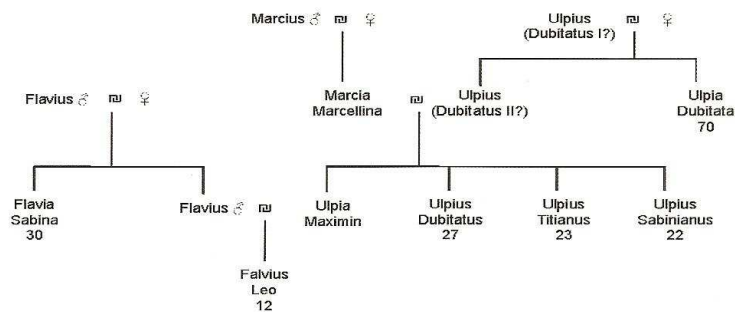 Marcius ♂ ₪ ♀
Ulpius ₪ ♀
(Dubitatus I?)
Marcia ₪ Ulpius
Marcellina (Dubitatus II?)
Ulpia
Dubitata
70
Flavius ♂ ₪ ♀
Flavia
Sabina
30
Flavius ♂ ₪
Ulpia
Maximin
Ulpius
Dubitatus
27
Ulpius
Titianus
23
Ulpius
Sabinianus
22
Falvius
Leo
12